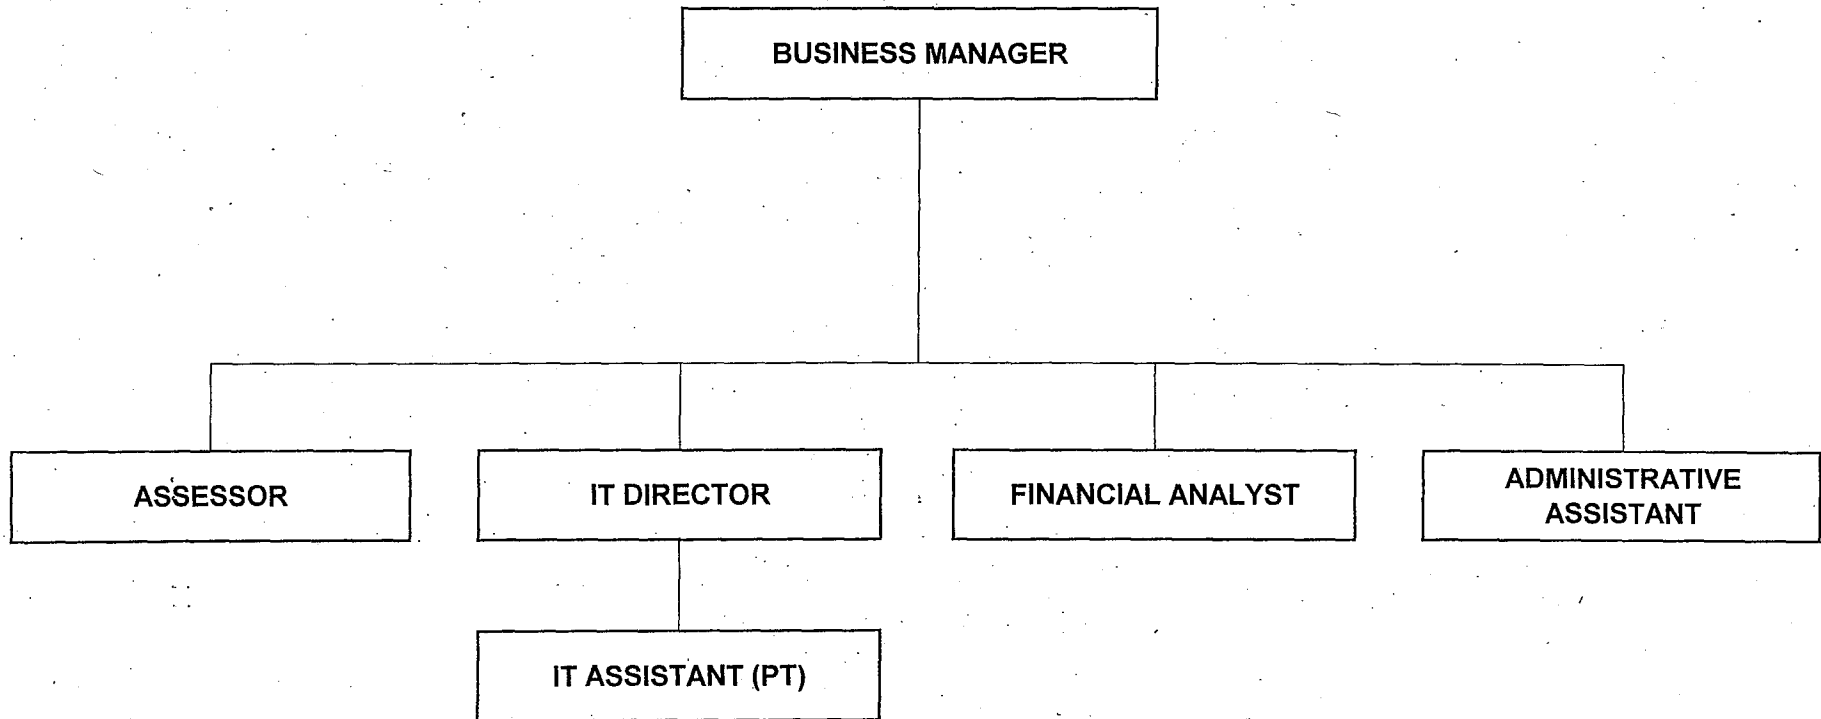 BUSINESS MANAGER
ASSESSOR
IT DIRECTOR
FINANCIAL ANALYST
ADMINISTRATIVE
ASSISTANT
IT ASSISTANT (PT)